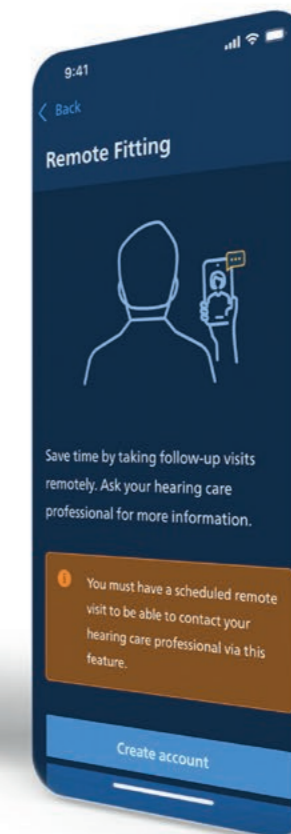 9:41
Back
Remote Fitting
Save time by taking follow-up visits
remotely. Ask your hearing care
professional for more information.
You must have a scheduled remote
visit to be able to contact your
hearing care professional via this
feature.
Create account